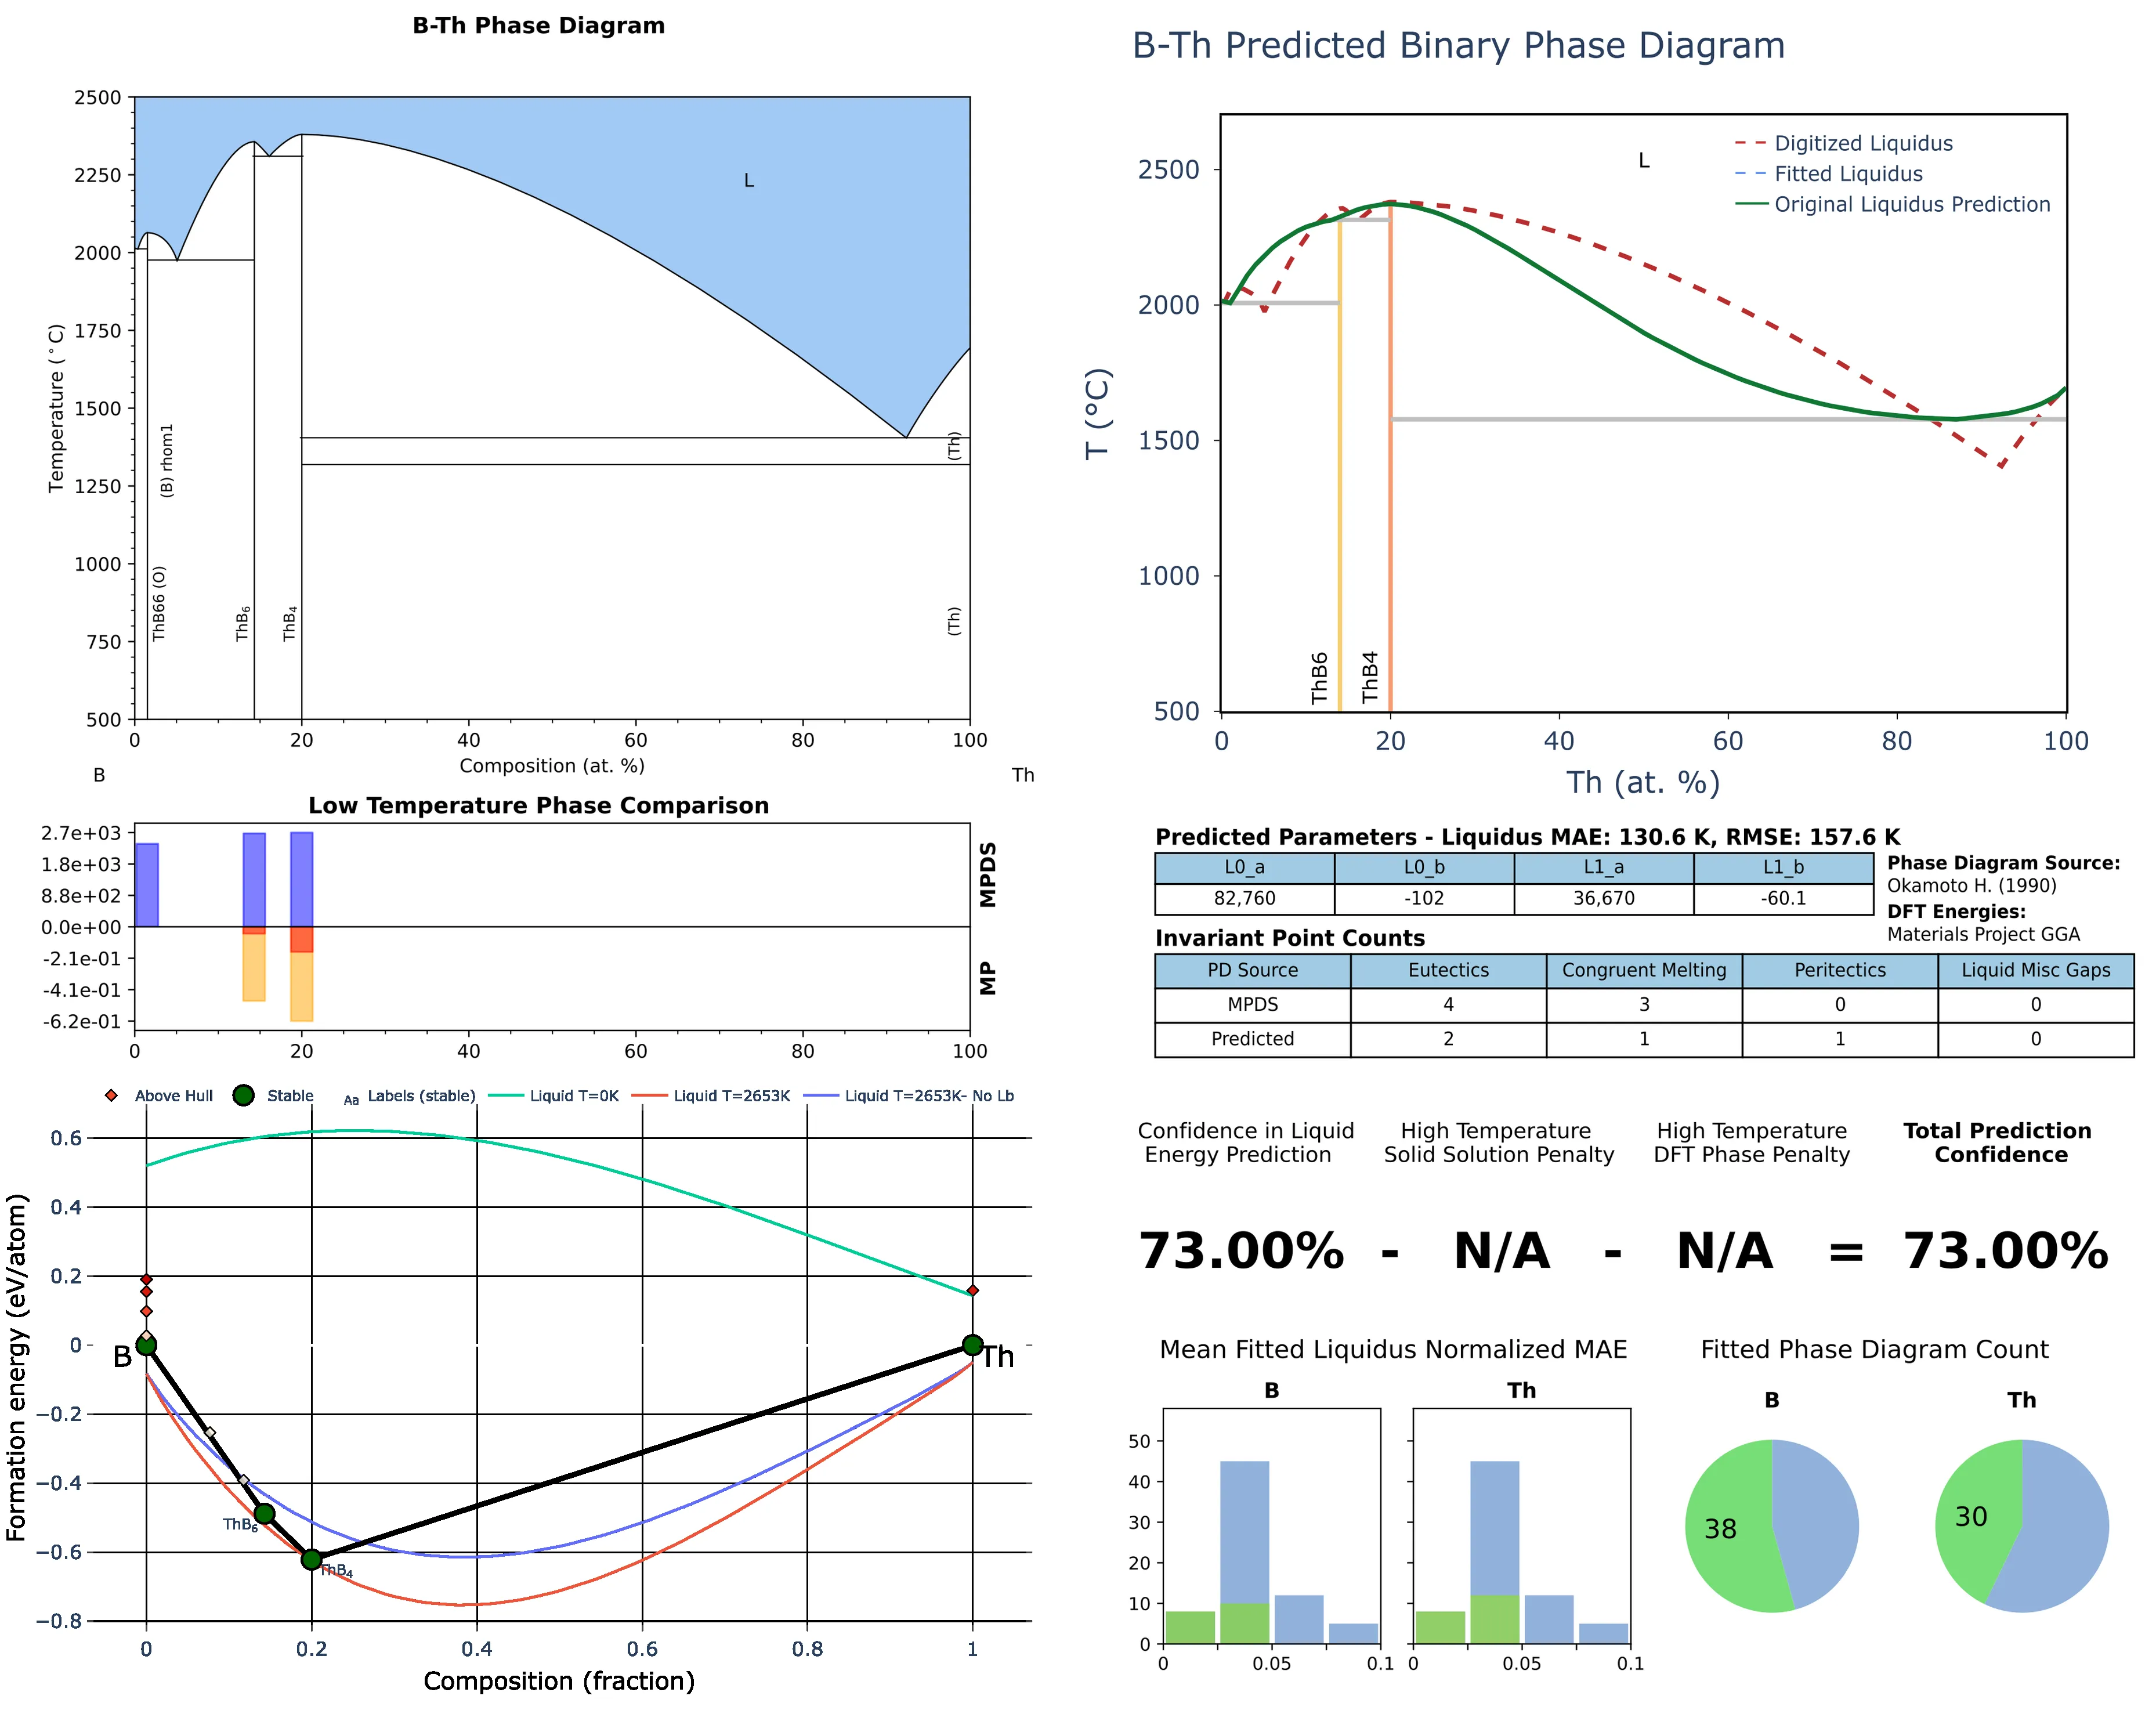 B-Th Phase Diagram
2500
2250
2000
1750
1500
1250
1000
750
500
Temperature (°C)
L
(B) rhom1
ThB66 (O)
ThB6
ThB4
(Th)
(Th)
0 20 40 60 80 100
Composition (at. %)
B Th
Low Temperature Phase Comparison
2.7e+03
1.8e+03
8.8e+02
0.0e+00
-2.1e-01
-4.1e-01
-6.2e-01
MPDS
MP
0 20 40 60 80 100
Above Hull Stable Aa Labels (stable) Liquid T=0K Liquid T=2653K Liquid T=2653K- No Lb
0.6
0.4
0.2
0
−0.2
−0.4
−0.6
−0.8
Formation energy (eV/atom)
B
Th
ThB6
ThB4
0 0.2 0.4 0.6 0.8 1
Composition (fraction)
B-Th Predicted Binary Phase Diagram
Digitized Liquidus
Fitted Liquidus
Original Liquidus Prediction
L
2500
2000
1500
1000
500
T (°C)
ThB6
ThB4
0 20 40 60 80 100
Th (at. %)
Predicted Parameters - Liquidus MAE: 130.6 K, RMSE: 157.6 K
L0_a L0_b L1_a L1_b
82,760 -102 36,670 -60.1
Phase Diagram Source:
Okamoto H. (1990)
DFT Energies:
Materials Project GGA
Invariant Point Counts
PD Source Eutectics Congruent Melting Peritectics Liquid Misc Gaps
MPDS 4 3 0 0
Predicted 2 1 1 0
Confidence in Liquid
Energy Prediction
High Temperature
Solid Solution Penalty
High Temperature
DFT Phase Penalty
Total Prediction
Confidence
73.00% - N/A - N/A = 73.00%
Mean Fitted Liquidus Normalized MAE
B Th
50
40
30
20
10
0
0 0.05 0.1
0 0.05 0.1
Fitted Phase Diagram Count
B Th
38 30